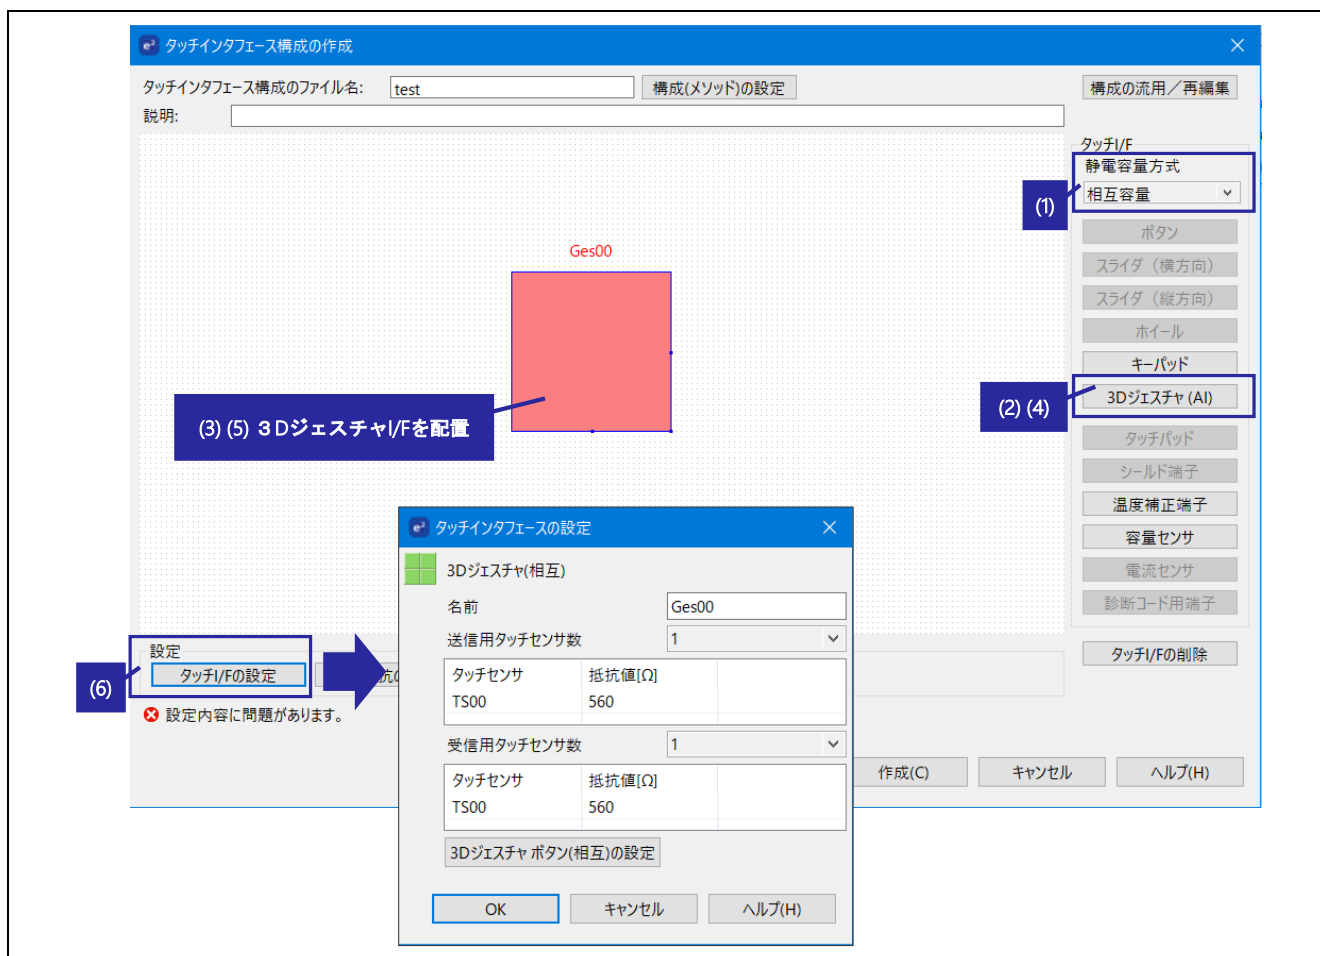 タッチインタフェース構成の作成
タッチインタフェース構成のファイル名: test 構成(メソッド)の設定 構成の流用／再編集
説明:
タッチI/F
静電容量方式
相互容量
(1)
ボタン
スライダ（横方向）
スライダ（縦方向）
ホイール
キーパッド
3Dジェスチャ(AI)
(2) (4)
タッチパッド
シールド端子
温度補正端子
容量センサ
電流センサ
診断コード用端子
タッチI/Fの削除
Ges00
(3) (5) ３DジェスチャI/Fを配置
設定
タッチI/Fの設定
(6)
設定内容に問題があります。
作成(C) キャンセル ヘルプ(H)
タッチインタフェースの設定
3Dジェスチャ(相互)
名前 Ges00
送信用タッチセンサ数 1
タッチセンサ 抵抗値[Ω]
TS00 560
受信用タッチセンサ数 1
タッチセンサ 抵抗値[Ω]
TS00 560
3Dジェスチャ ボタン(相互)の設定
OK キャンセル ヘルプ(H)